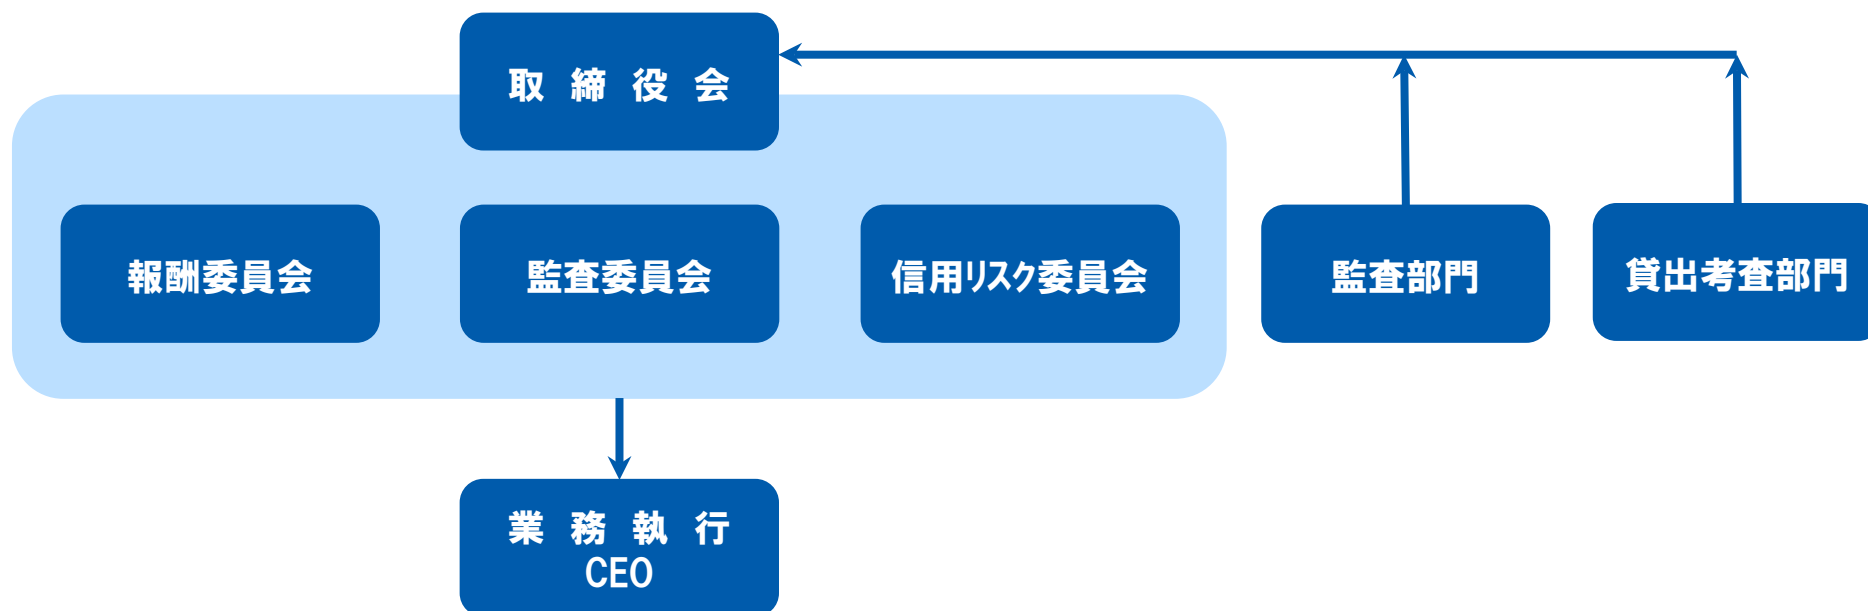 取締役会
報酬委員会
監査委員会
信用リスク委員会
監査部門
貸出考査部門
業務執行
CEO